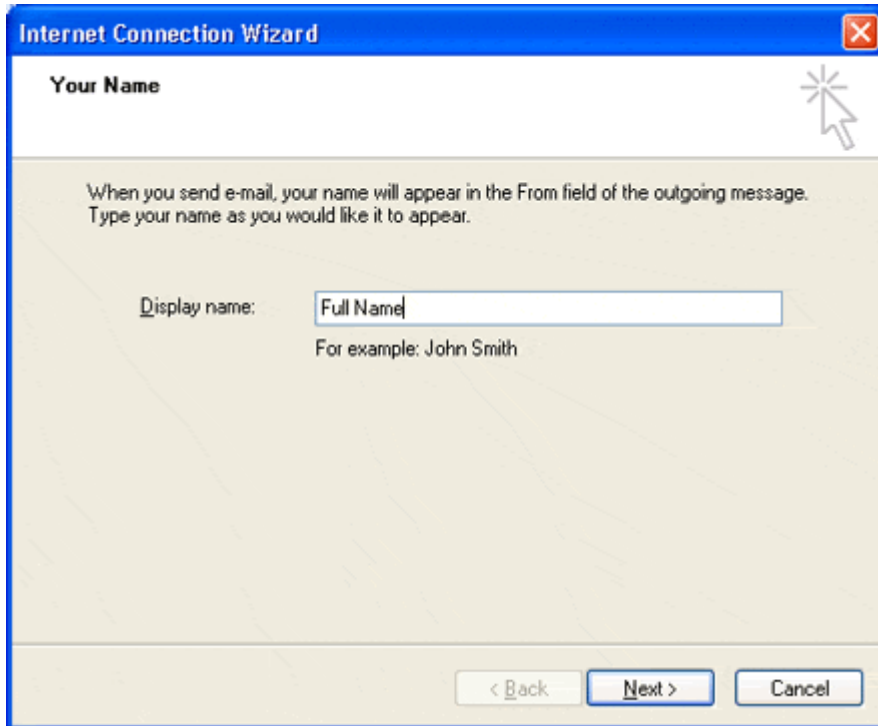 Internet Connection Wizard
Your Name
When you send e-mail, your name will appear in the From field of the outgoing message.
Type your name as you would like it to appear.
Display name: Full Name
For example: John Smith
< Back Next > Cancel